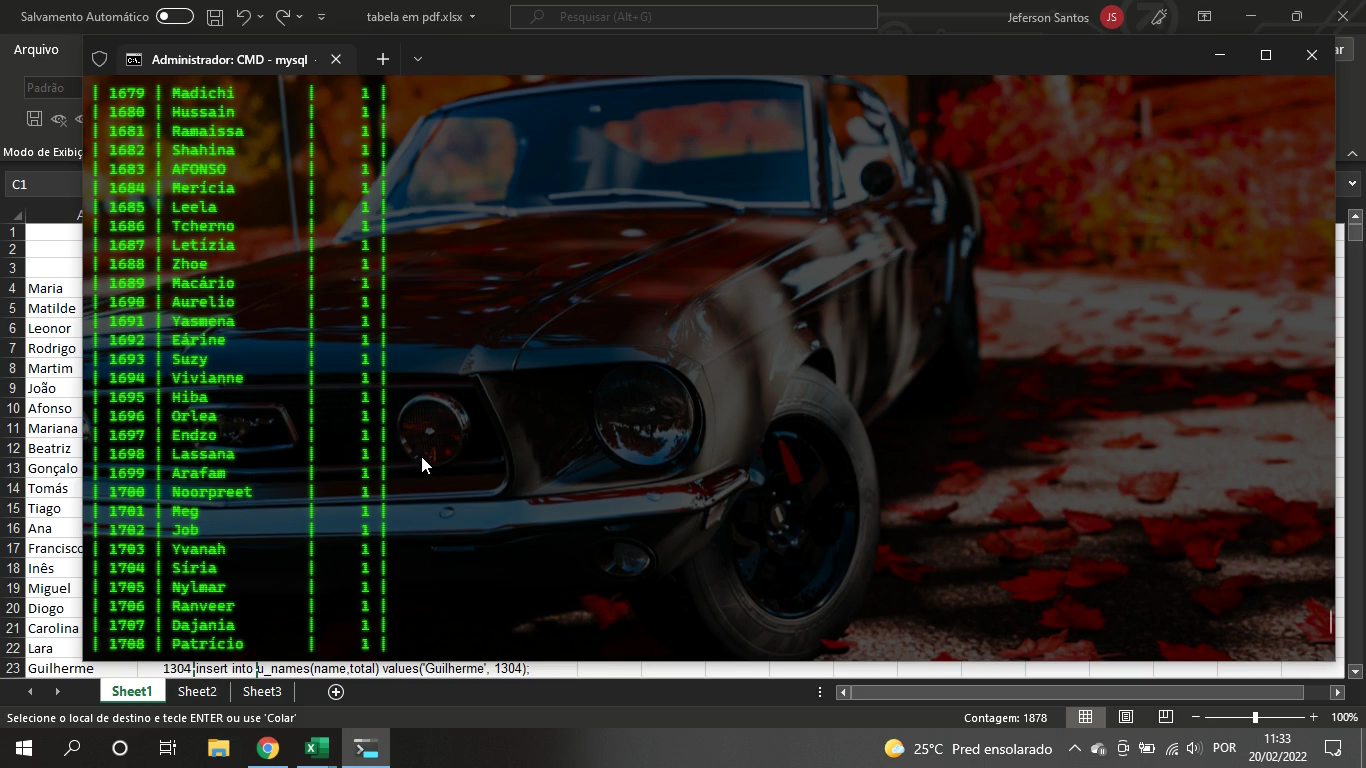 Salvamento Automático tabela em pdf.xlsx Pesquisar (Alt+G) Jeferson Santos JS
Arquivo Administrador: CMD - mysql ar
Padrão
Modo de Exibiç
C1
A
1
2
3
4 Maria
5 Matilde
6 Leonor
7 Rodrigo
8 Martim
9 João
10 Afonso
11 Mariana
12 Beatriz
13 Gonçalo
14 Tomás
15 Tiago
16 Ana
17 Francisco
18 Inês
19 Miguel
20 Diogo
21 Carolina
22 Lara
23 Guilherme 1304 insert into u_names(name,total) values('Guilherme', 1304);
| 1679 | Madichi | 1 |
| 1680 | Hussain | 1 |
| 1681 | Ramaissa | 1 |
| 1682 | Shahina | 1 |
| 1683 | AFONSO | 1 |
| 1684 | Merícia | 1 |
| 1685 | Leela | 1 |
| 1686 | Tcherno | 1 |
| 1687 | Letízia | 1 |
| 1688 | Zhoe | 1 |
| 1689 | Macário | 1 |
| 1690 | Aurelio | 1 |
| 1691 | Yasmena | 1 |
| 1692 | Eárine | 1 |
| 1693 | Suzy | 1 |
| 1694 | Vivianne | 1 |
| 1695 | Hiba | 1 |
| 1696 | Orlea | 1 |
| 1697 | Endzo | 1 |
| 1698 | Lassana | 1 |
| 1699 | Arafam | 1 |
| 1700 | Noorpreet | 1 |
| 1701 | Meg | 1 |
| 1702 | Job | 1 |
| 1703 | Yvanah | 1 |
| 1704 | Síria | 1 |
| 1705 | Nylmar | 1 |
| 1706 | Ranveer | 1 |
| 1707 | Dajania | 1 |
| 1708 | Patrício | 1 |
Sheet1 Sheet2 Sheet3
Selecione o local de destino e tecle ENTER ou use 'Colar' Contagem: 1878 100%
25°C Pred ensolarado POR 11:33
20/02/2022